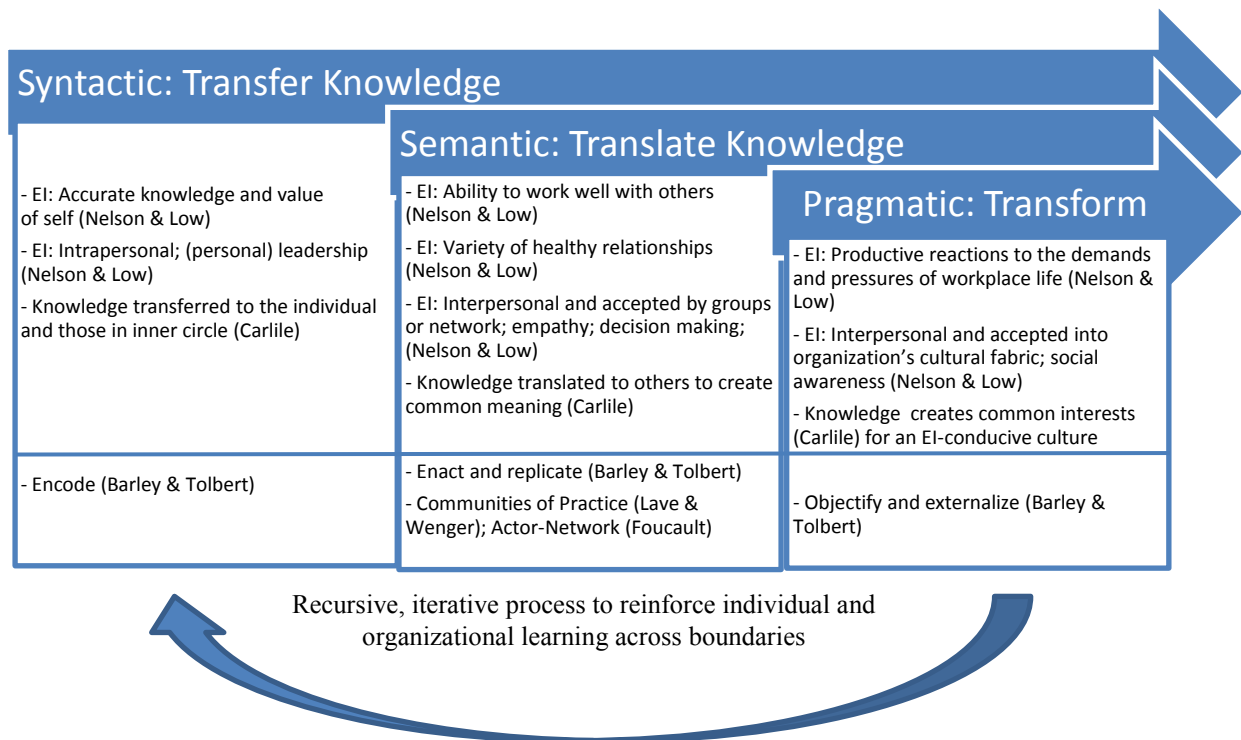 Syntactic: Transfer Knowledge
- EI: Accurate knowledge and value
of self (Nelson & Low)
- EI: Intrapersonal; (personal) leadership
(Nelson & Low)
- Knowledge transferred to the individual
and those in inner circle (Carlile)
- Encode (Barley & Tolbert)
Semantic: Translate Knowledge
- EI: Ability to work well with others
(Nelson & Low)
- EI: Variety of healthy relationships
(Nelson & Low)
- EI: Interpersonal and accepted by groups
or network; empathy; decision making;
(Nelson & Low)
- Knowledge translated to others to create
common meaning (Carlile)
- Enact and replicate (Barley & Tolbert)
- Communities of Practice (Lave &
Wenger); Actor-Network (Foucault)
Pragmatic: Transform
- EI: Productive reactions to the demands
and pressures of workplace life (Nelson &
Low)
- EI: Interpersonal and accepted into
organization’s cultural fabric; social
awareness (Nelson & Low)
- Knowledge creates common interests
(Carlile) for an EI-conducive culture
- Objectify and externalize (Barley &
Tolbert)
Recursive, iterative process to reinforce individual and
organizational learning across boundaries